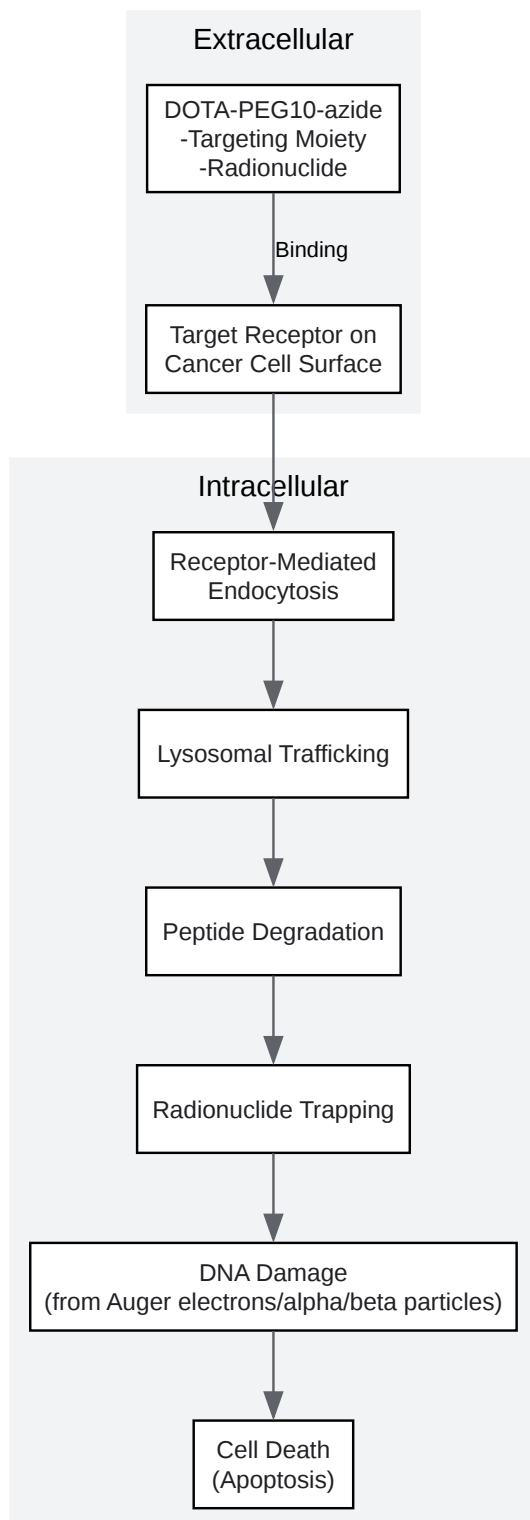 Extracellular
DOTA-PEG10-azide
-Targeting Moiety
-Radionuclide
Binding
Target Receptor on
Cancer Cell Surface
Intracellular
Receptor-Mediated
Endocytosis
Lysosomal Trafficking
Peptide Degradation
Radionuclide Trapping
DNA Damage
(from Auger electrons/alpha/beta particles)
Cell Death
(Apoptosis)